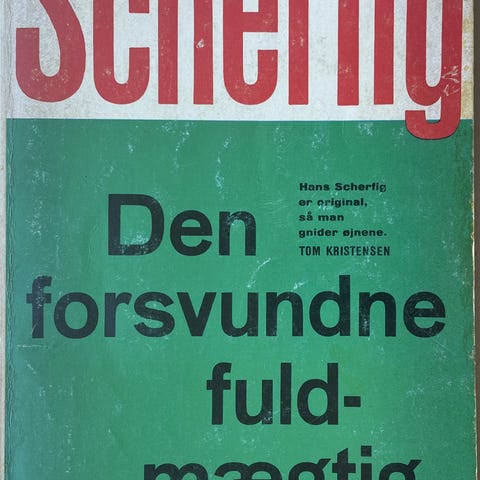 Scherfig
Hans Scherfig
er original,
så man
gnider øjnene.
TOM KRISTENSEN
Den
forsvundne
fuld-
mægtig